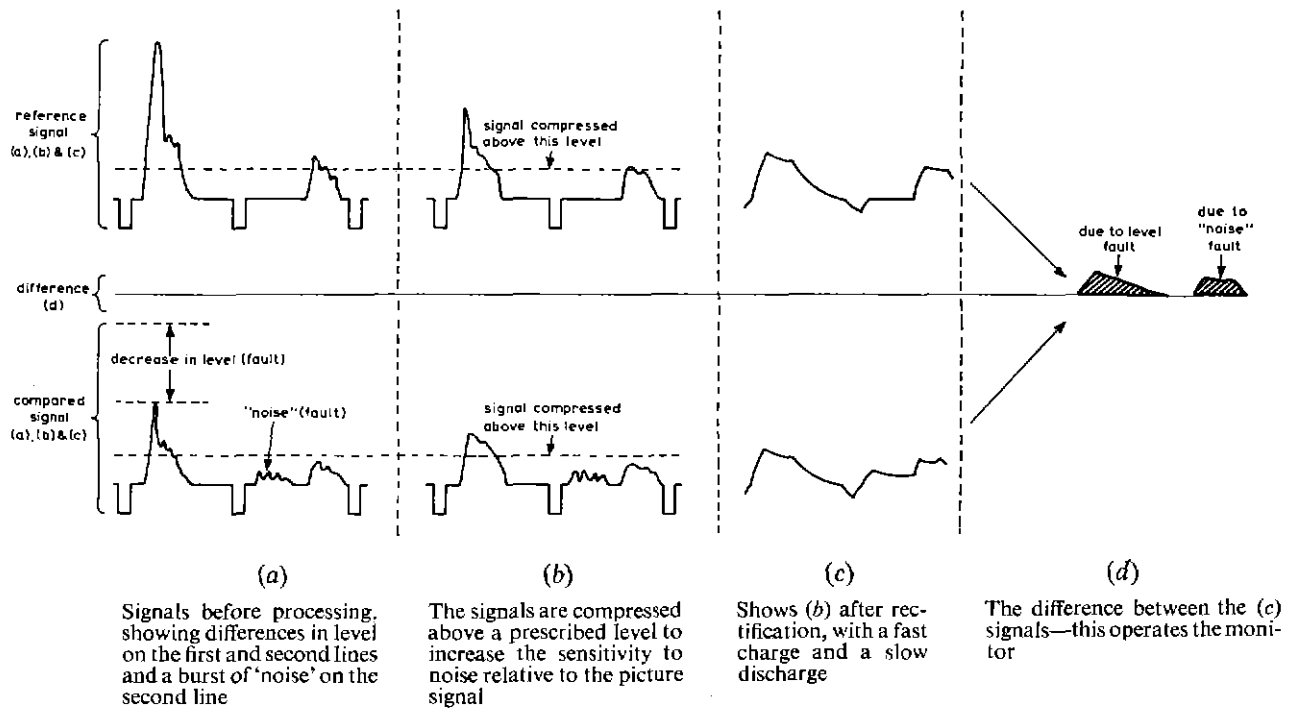 reference
signal
(a),(b) & (c)
signal compressed
above this level
due to level
fault
due to
"noise"
fault
difference
(d)
decrease in level (fault)
compared
signal
(a),(b) & (c)
"noise"(fault)
signal compressed
above this level
(a)
Signals before processing,
showing differences in level
on the first and second lines
and a burst of 'noise' on the
second line
(b)
The signals are compressed
above a prescribed level to
increase the sensitivity to
noise relative to the picture
signal
(c)
Shows (b) after rec-
tification, with a fast
charge and a slow
discharge
(d)
The difference between the (c)
signals—this operates the moni-
tor